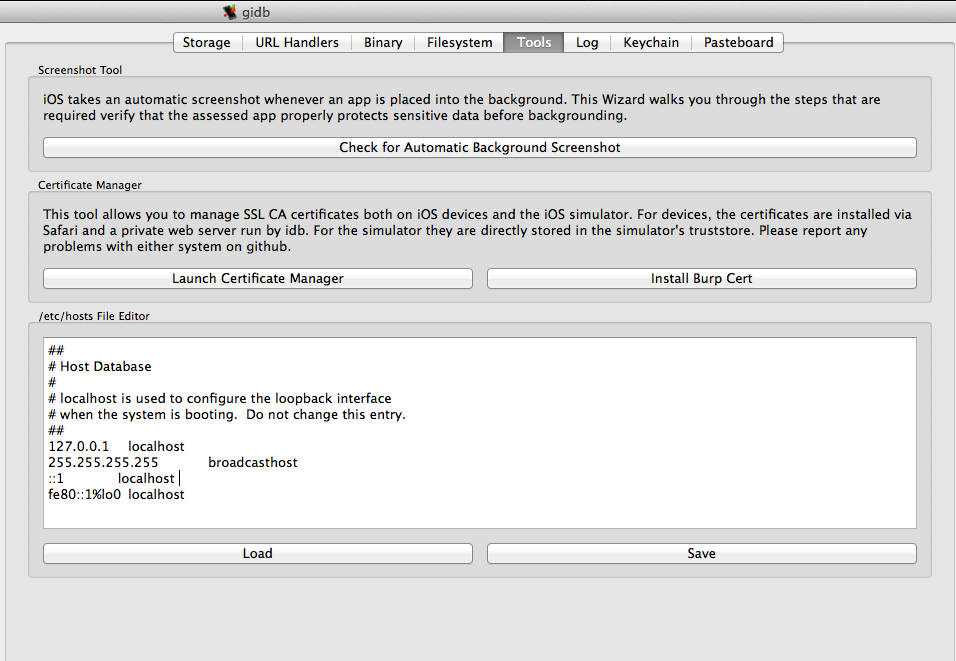 gidb
Storage URL Handlers Binary Filesystem Tools Log Keychain Pasteboard
Screenshot Tool
iOS takes an automatic screenshot whenever an app is placed into the background. This Wizard walks you through the steps that are
required verify that the assessed app properly protects sensitive data before backgrounding.
Check for Automatic Background Screenshot
Certificate Manager
This tool allows you to manage SSL CA certificates both on iOS devices and the iOS simulator. For devices, the certificates are installed via
Safari and a private web server run by idb. For the simulator they are directly stored in the simulator's truststore. Please report any
problems with either system on github.
Launch Certificate Manager Install Burp Cert
/etc/hosts File Editor
##
# Host Database
#
# localhost is used to configure the loopback interface
# when the system is booting.  Do not change this entry.
##
127.0.0.1 localhost
255.255.255.255 broadcasthost
::1 localhost
fe80::1%lo0 localhost
Load Save